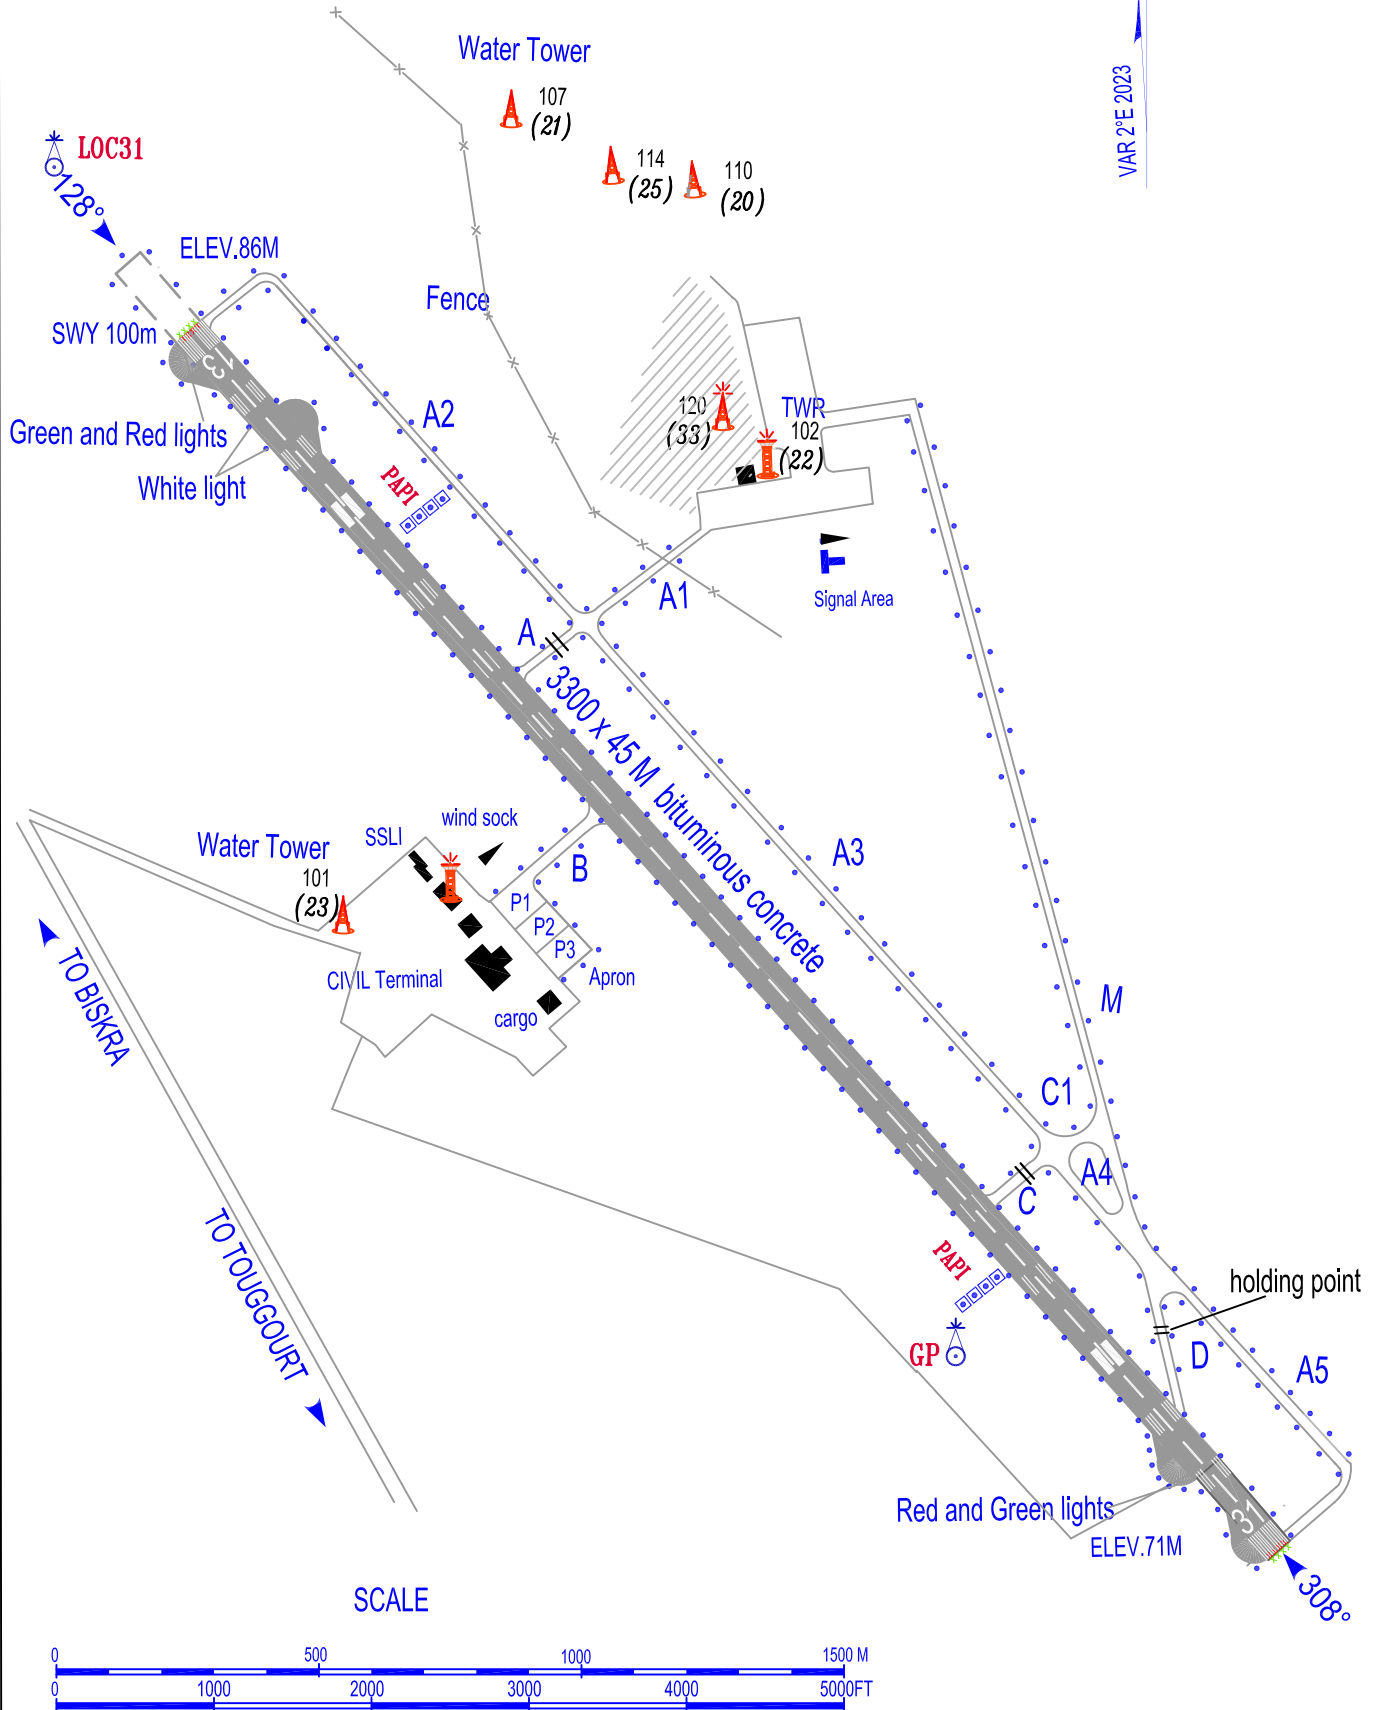 Water Tower
107
(21)
VAR 2°E 2023
LOC31
114
(25)
110
(20)
128°
ELEV.86M
Fence
SWY 100m
13
A2
120
(33)
TWR
102
(22)
Green and Red lights
White light
PAPI
A1
Signal Area
A
3300 x 45 M bituminous concrete
wind sock
SSLI
Water Tower
101
(23)
B
A3
P1
P2
P3
Apron
CIVIL Terminal
cargo
TO BISKRA
M
C1
A4
C
TO TOUGGOURT
PAPI
holding point
GP
D
A5
Red and Green lights
31
ELEV.71M
308°
SCALE
0 500 1000 1500 M
0 1000 2000 3000 4000 5000FT